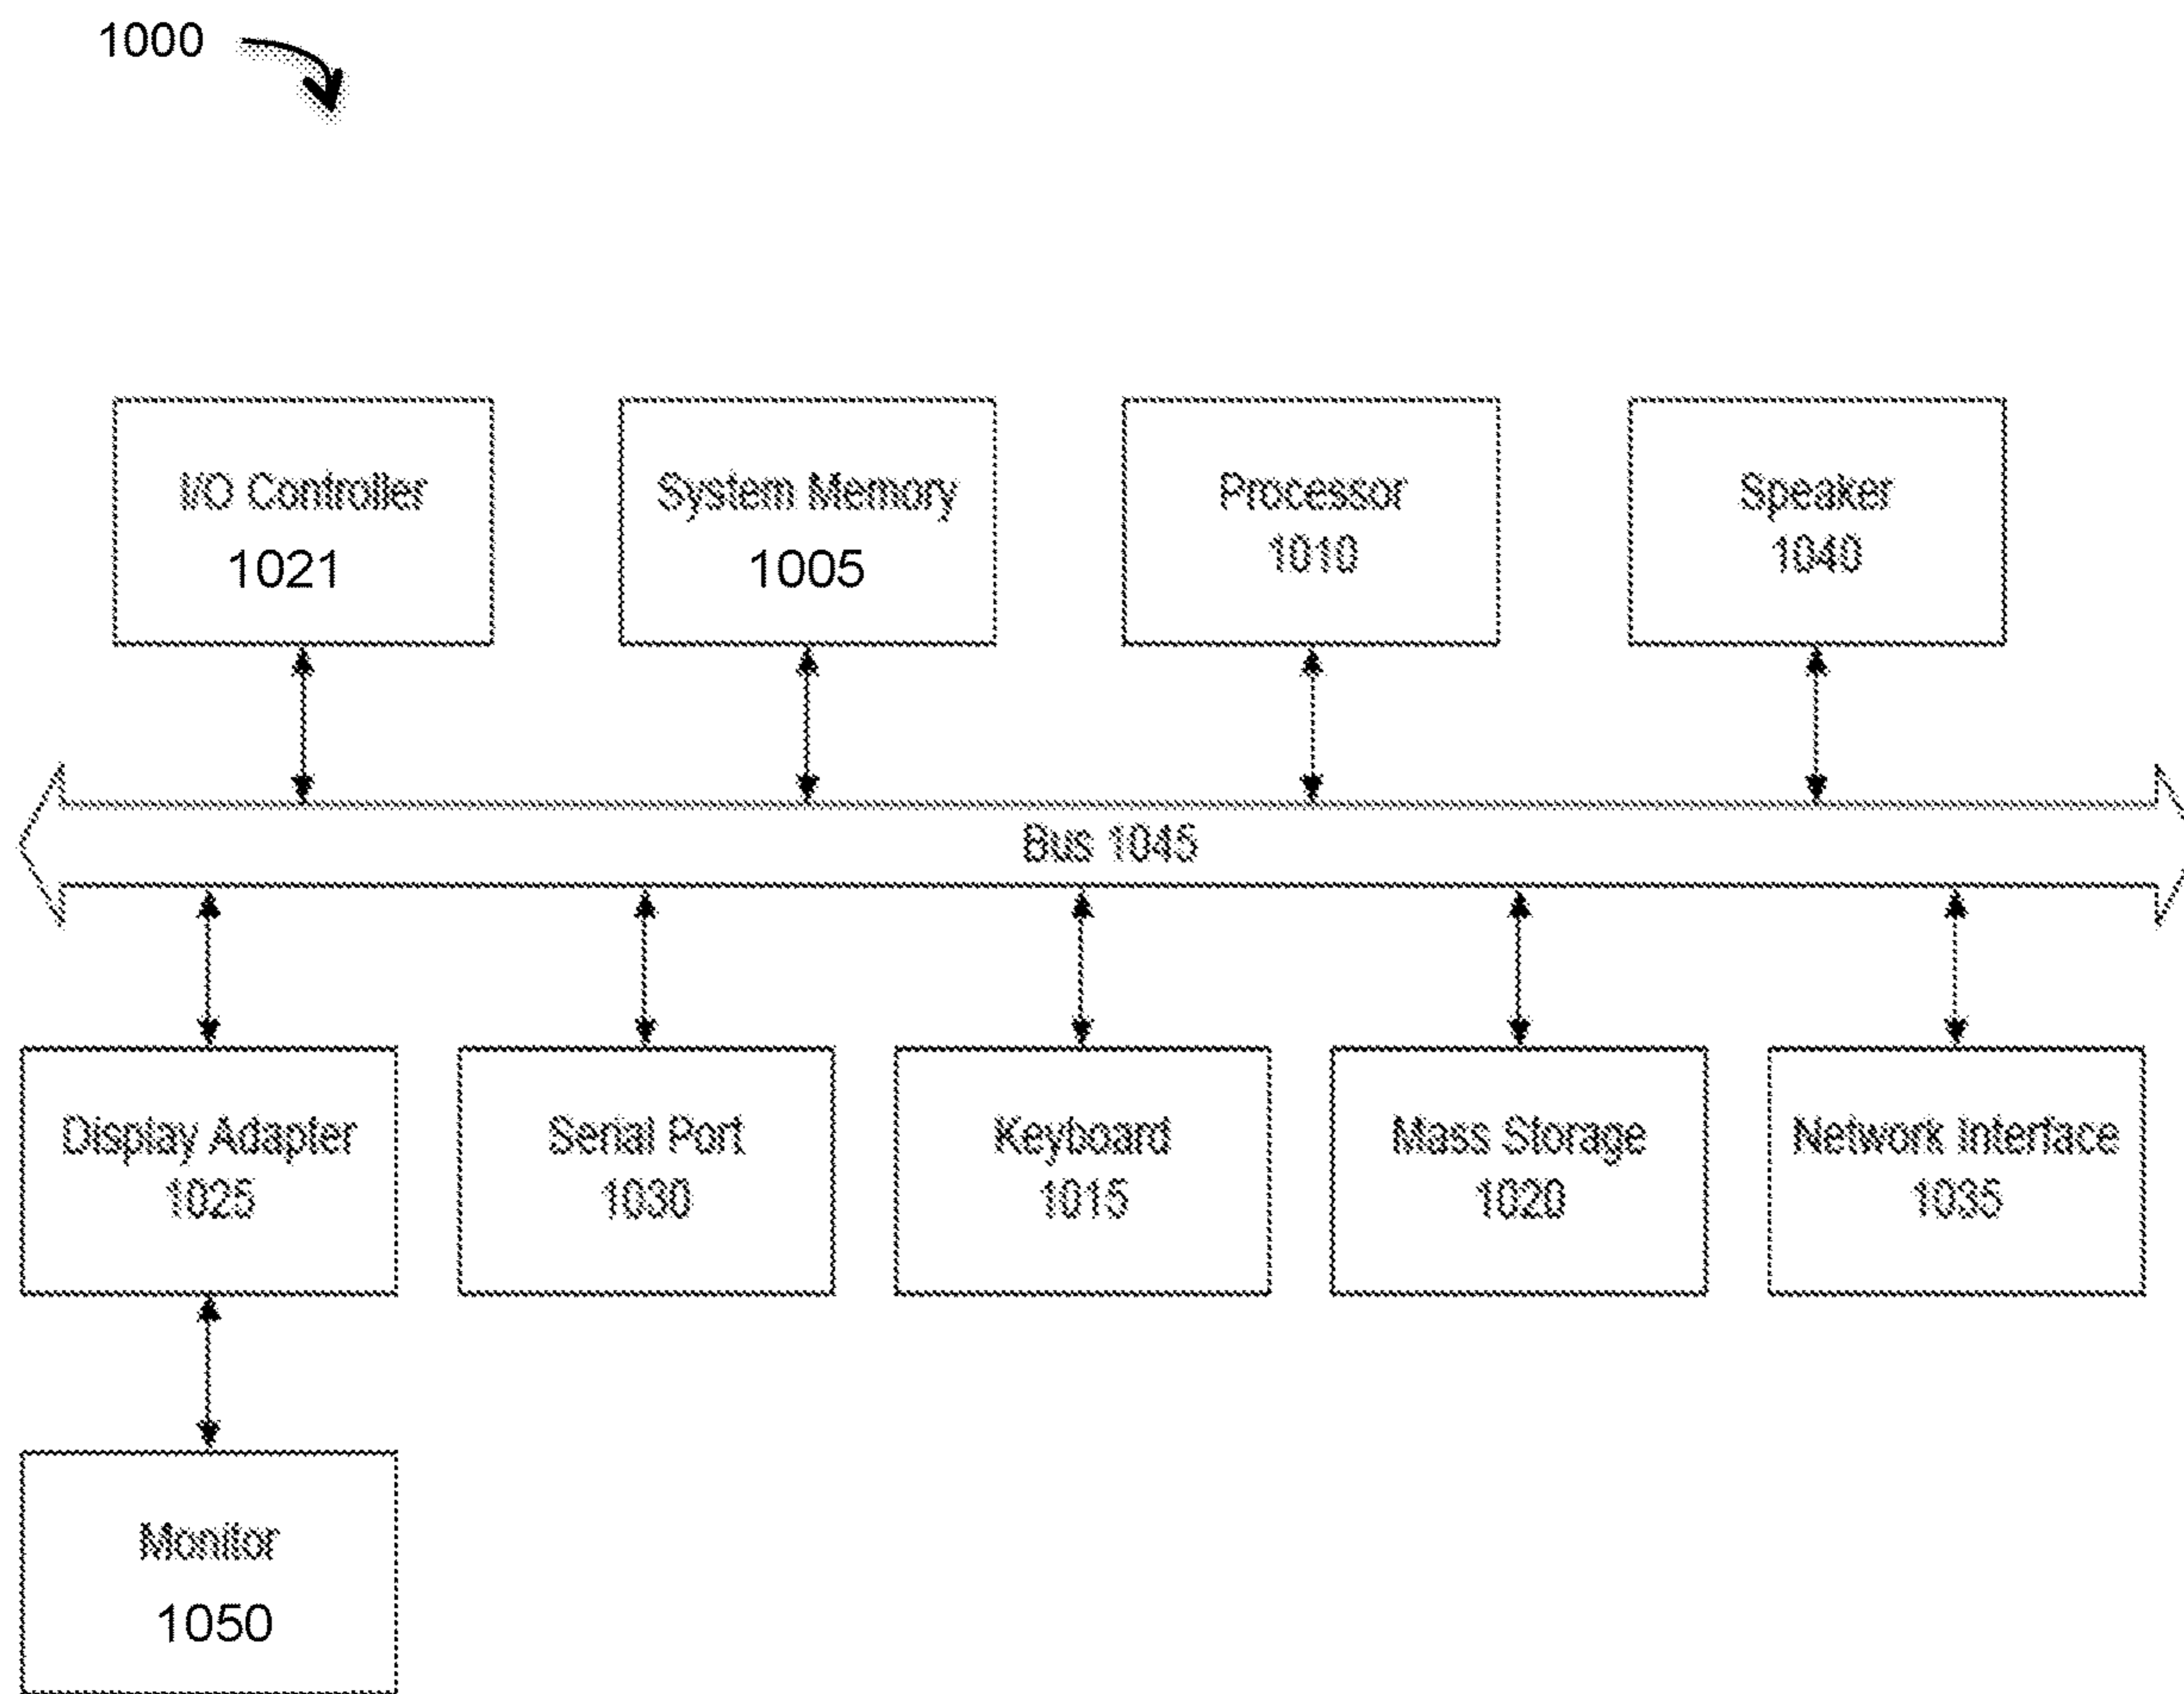 1000
I/O Controller
1021
System Memory
1005
Processor
1010
Speaker
1040
Bus 1045
Display Adapter
1025
Serial Port
1030
Keyboard
1015
Mass Storage
1020
Network Interface
1035
Monitor
1050